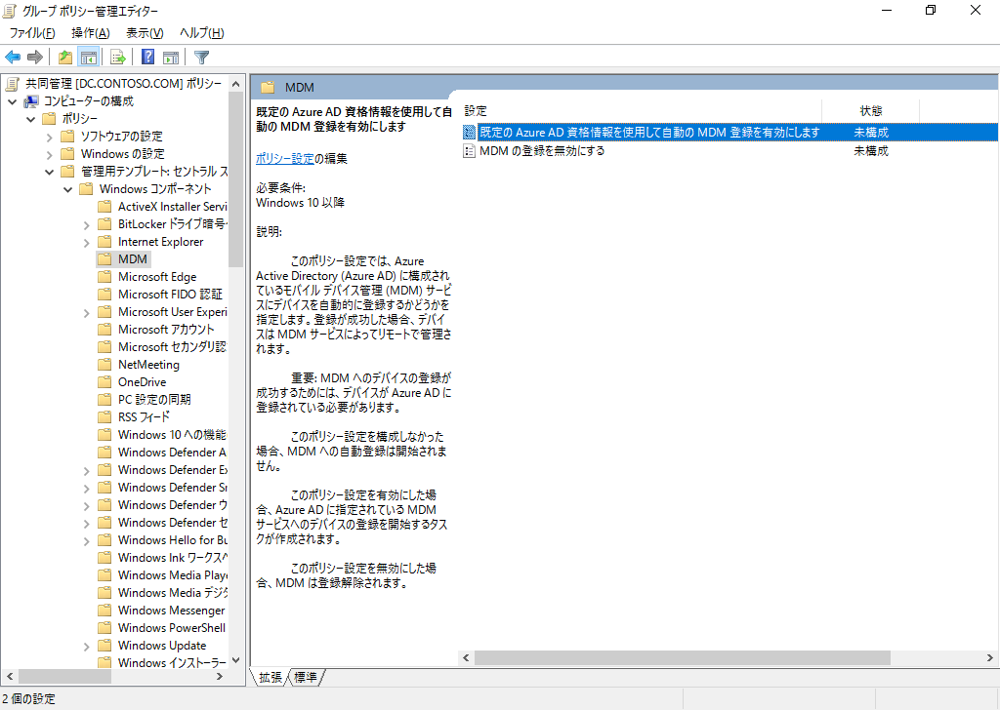 グループ ポリシー管理エディター
ファイル(F) 操作(A) 表示(V) ヘルプ(H)
共同管理 [DC.CONTOSO.COM] ポリシー
コンピューターの構成
ポリシー
ソフトウェアの設定
Windows の設定
管理用テンプレート: セントラル ス
Windows コンポーネント
ActiveX Installer Servi
BitLocker ドライブ暗号
Internet Explorer
MDM
Microsoft Edge
Microsoft FIDO 認証
Microsoft User Experi
Microsoft アカウント
Microsoft セカンダリ認
NetMeeting
OneDrive
PC 設定の同期
RSS フィード
Windows 10 への機能
Windows Defender A
Windows Defender Ex
Windows Defender Sr
Windows Defender ウ
Windows Defender セ
Windows Hello for Bu
Windows Ink ワークスペ
Windows Media Playe
Windows Media デジタ
Windows Messenger
Windows PowerShell
Windows Update
Windows インストーラー
MDM
既定の Azure AD 資格情報を使用して自
動の MDM 登録を有効にします
ポリシー設定の編集
必要条件:
Windows 10 以降
説明:
このポリシー設定では、Azure
Active Directory (Azure AD) に構成され
ているモバイル デバイス管理 (MDM) サービ
スにデバイスを自動的に登録するかどうかを
指定します。登録が成功した場合、デバイ
スは MDM サービスによってリモートで管理さ
れます。
重要: MDM へのデバイスの登録が
成功するためには、デバイスが Azure AD に
登録されている必要があります。
このポリシー設定を構成しなかった
場合、MDM への自動登録は開始されま
せん。
このポリシー設定を有効にした場
合、Azure AD に指定されている MDM
サービスへのデバイスの登録を開始するタス
クが作成されます。
このポリシー設定を無効にした場
合、MDM は登録解除されます。
設定 状態
既定の Azure AD 資格情報を使用して自動の MDM 登録を有効にします 未構成
MDM の登録を無効にする 未構成
拡張 標準
2 個の設定